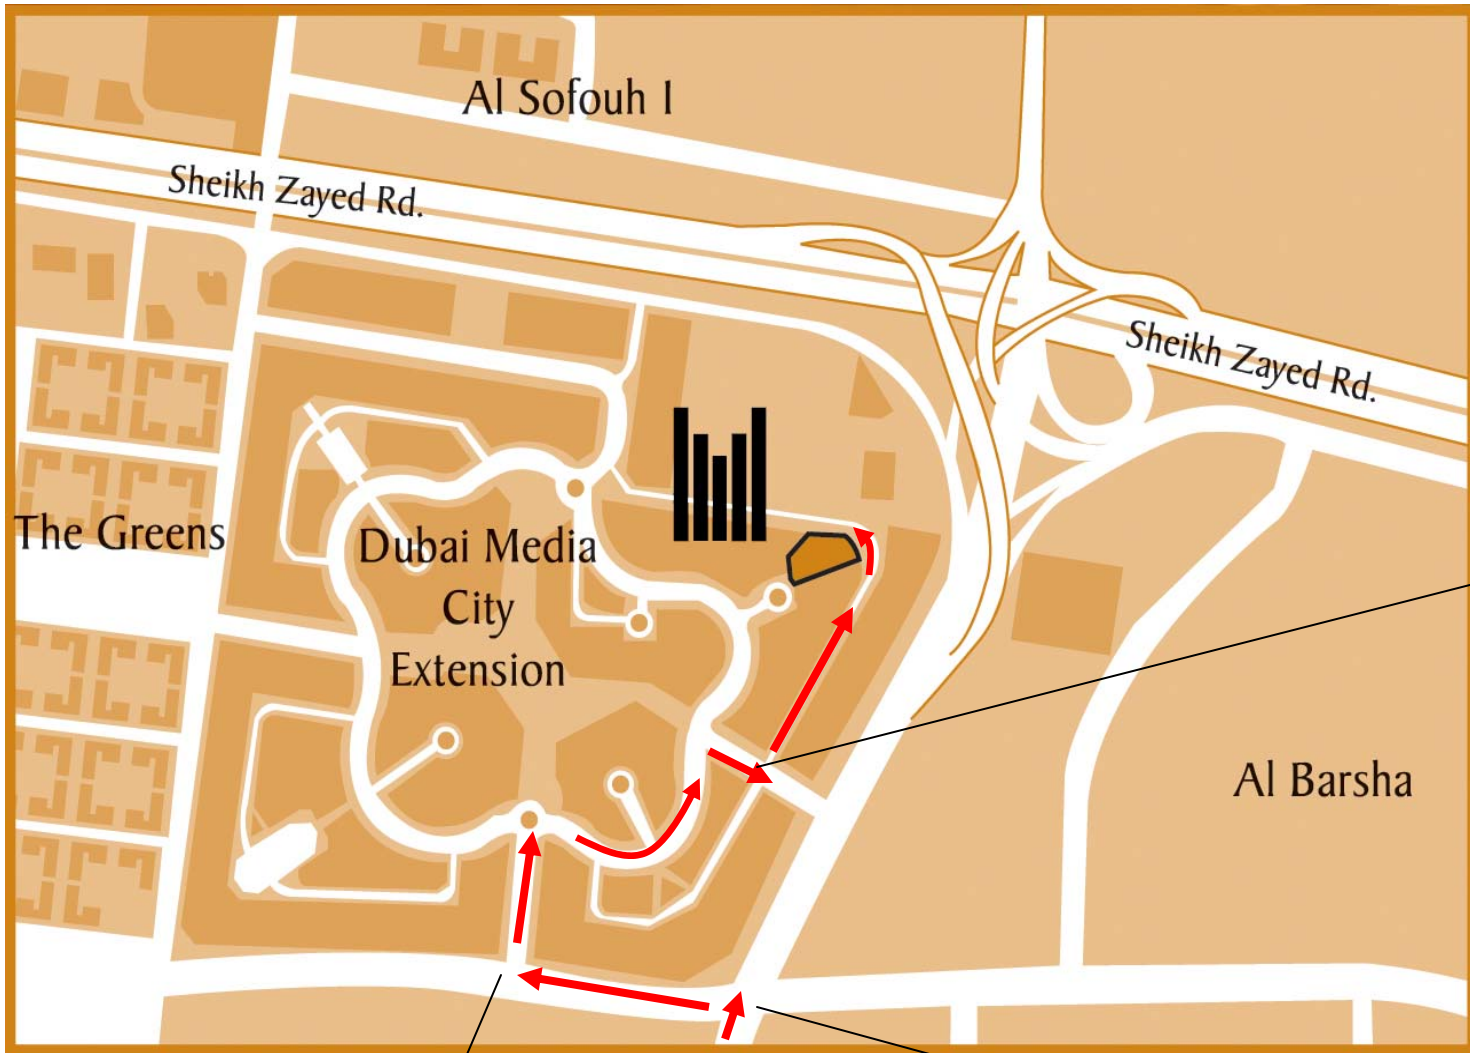 Al Sofouh I
Sheikh Zayed Rd.
Sheikh Zayed Rd.
The Greens
Dubai Media
City
Extension
Al Barsha